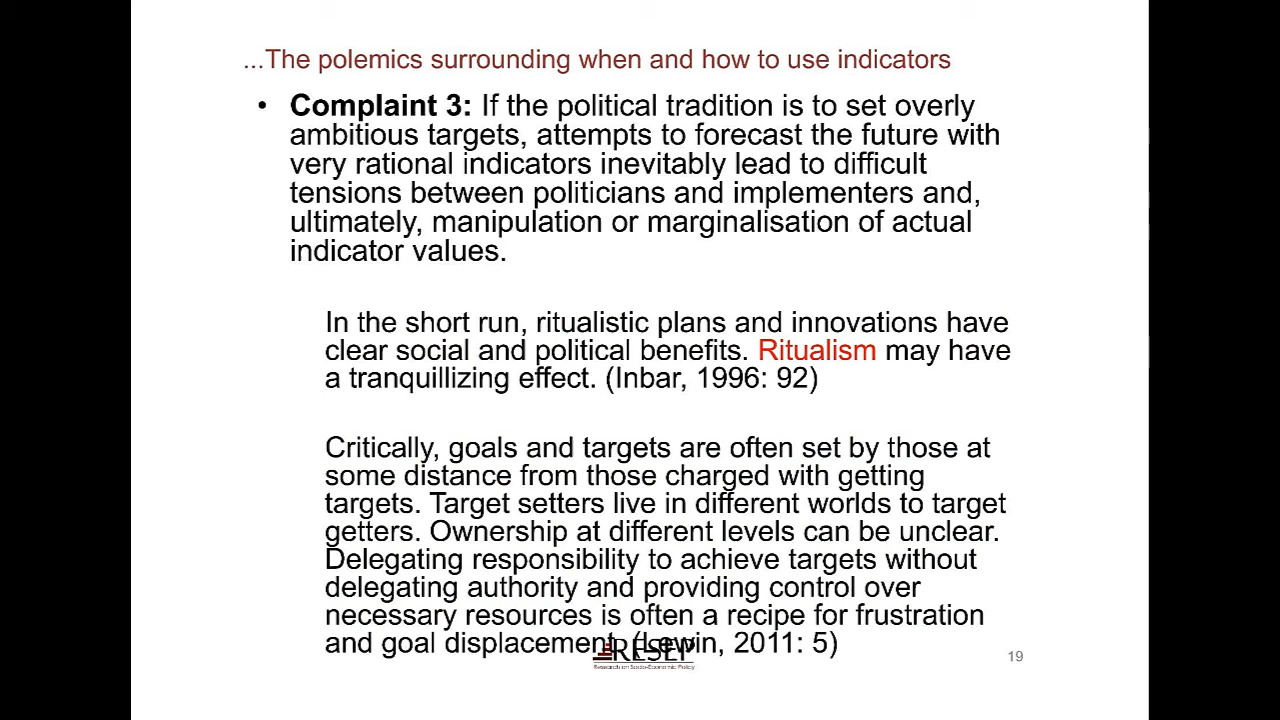 ...The polemics surrounding when and how to use indicators
• Complaint 3: If the political tradition is to set overly
ambitious targets, attempts to forecast the future with
very rational indicators inevitably lead to difficult
tensions between politicians and implementers and,
ultimately, manipulation or marginalisation of actual
indicator values.
In the short run, ritualistic plans and innovations have
clear social and political benefits. Ritualism may have
a tranquillizing effect. (Inbar, 1996: 92)
Critically, goals and targets are often set by those at
some distance from those charged with getting
targets. Target setters live in different worlds to target
getters. Ownership at different levels can be unclear.
Delegating responsibility to achieve targets without
delegating authority and providing control over
necessary resources is often a recipe for frustration
and goal displacement. (Lewin, 2011: 5)
RESEP
Research on Socio-Economic Policy
19